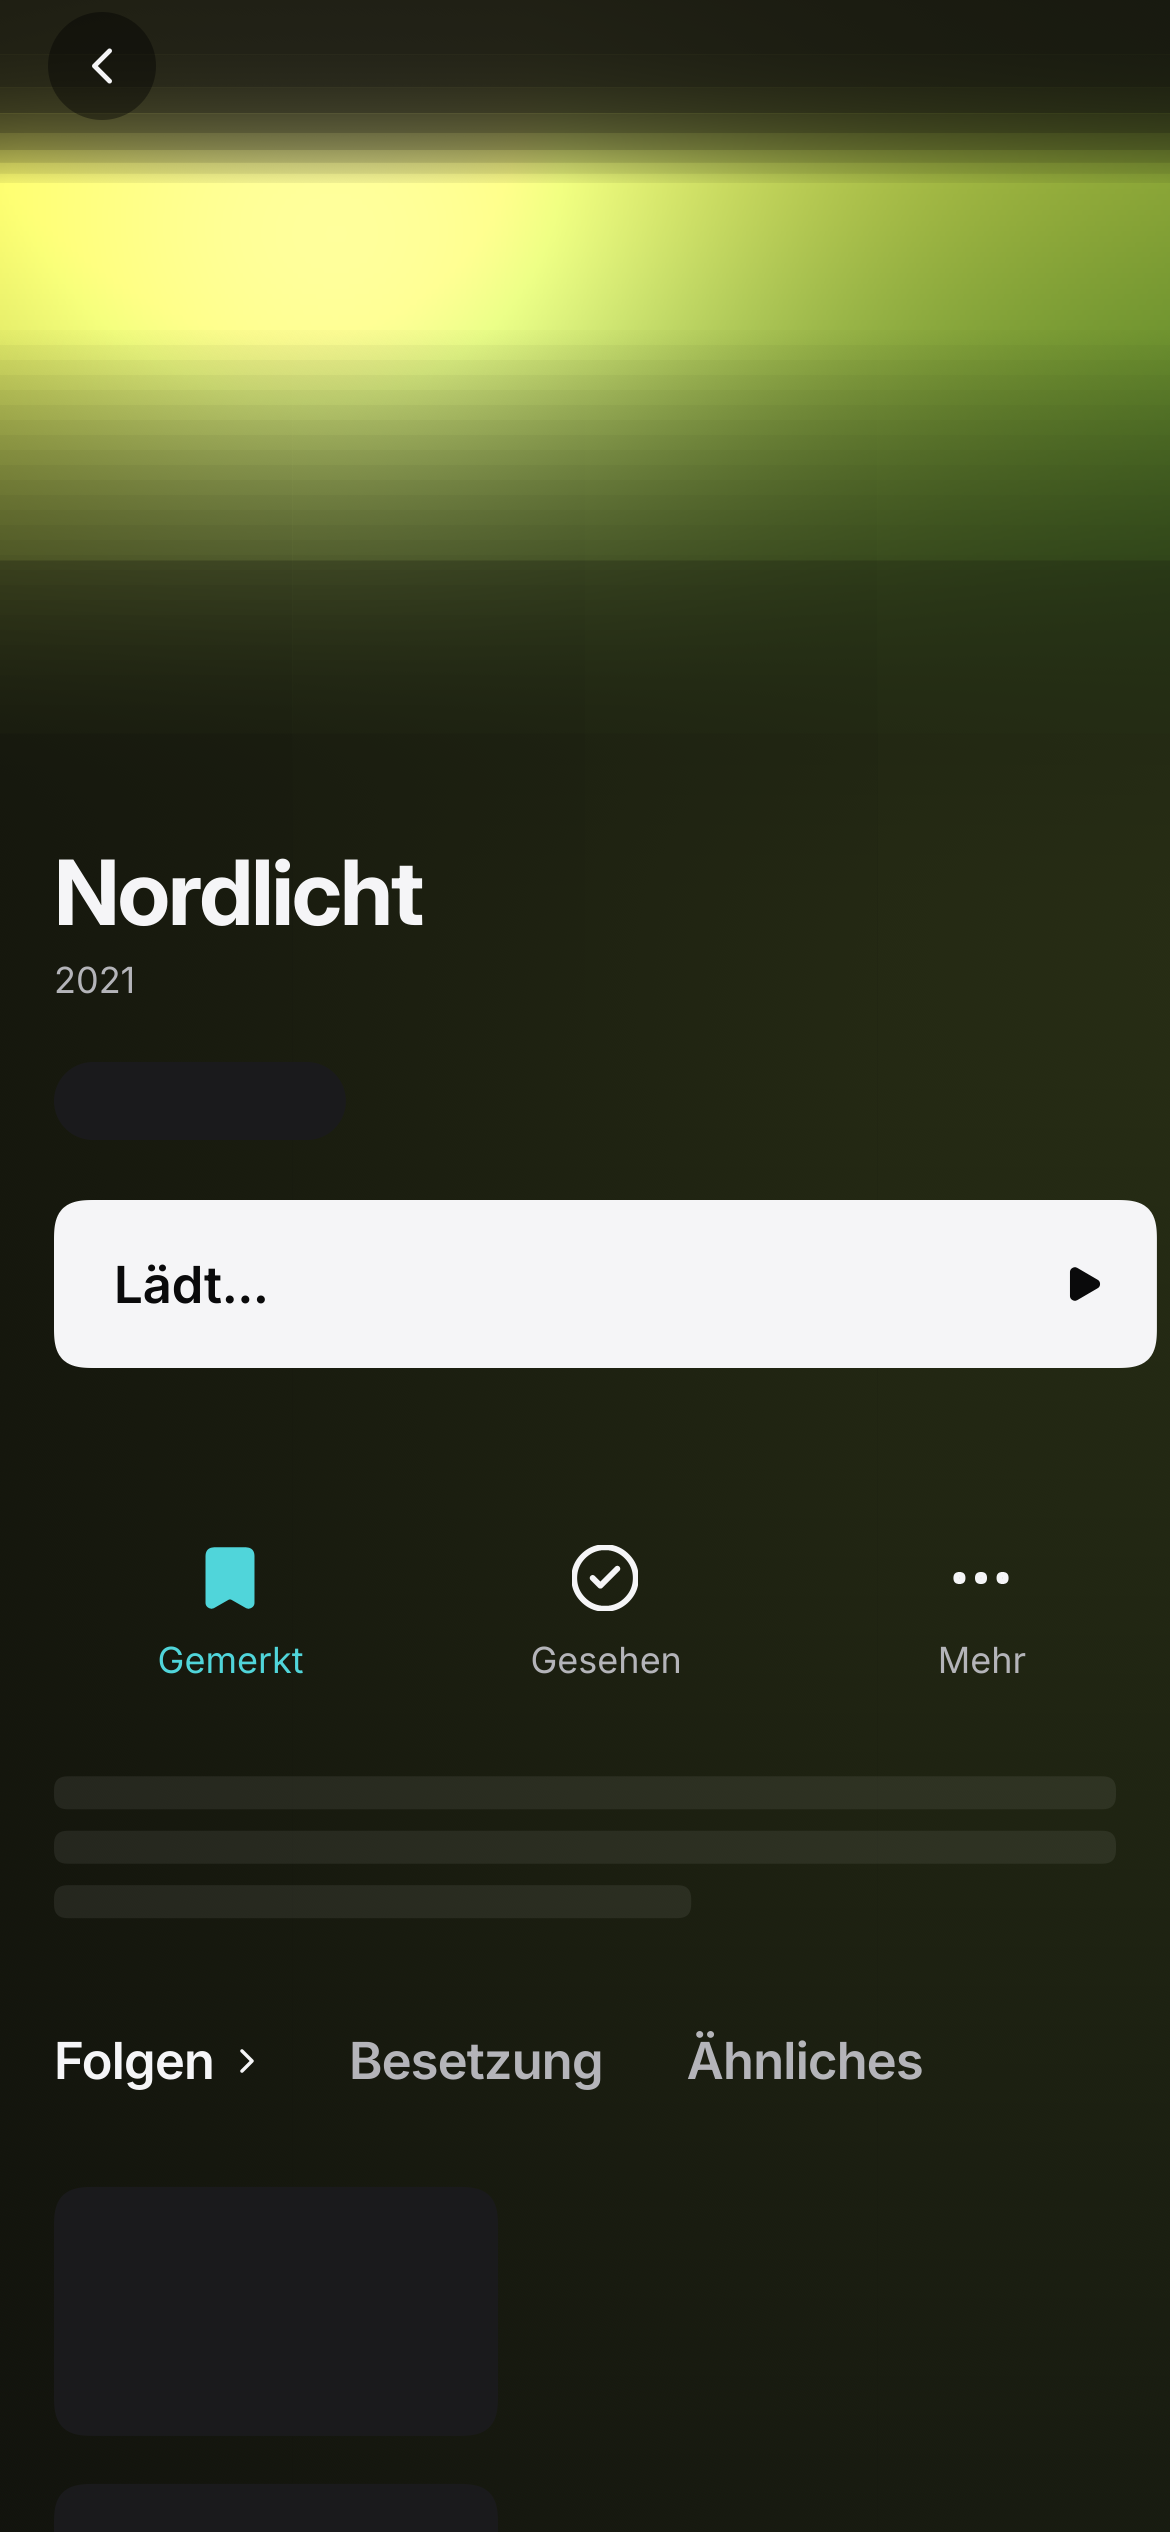 Nordlicht
2021
Lädt...
Gemerkt
Gesehen
Mehr
Folgen
Besetzung
Ähnliches